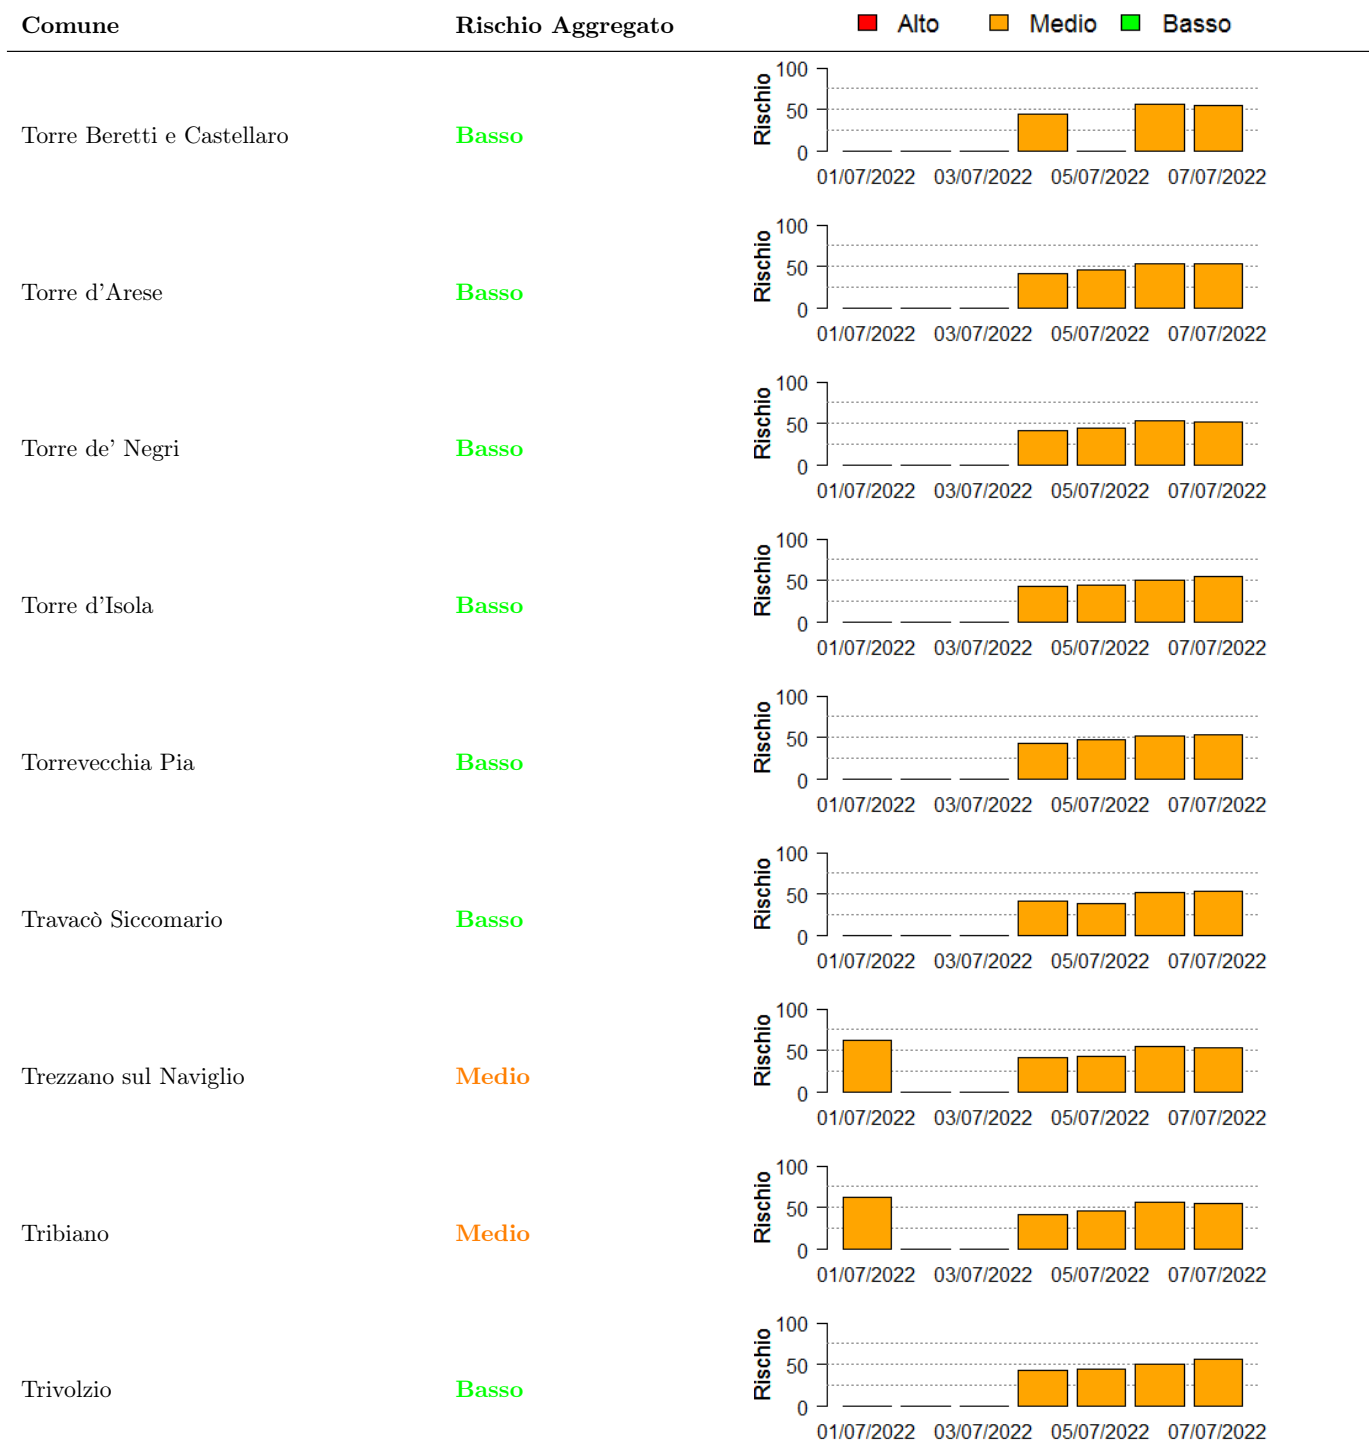 Comune Rischio Aggregato Alto Medio Basso
Torre Beretti e Castellaro Basso
Rischio
100
50
0
01/07/2022 03/07/2022 05/07/2022 07/07/2022
Torre d'Arese Basso
Rischio
100
50
0
01/07/2022 03/07/2022 05/07/2022 07/07/2022
Torre de' Negri Basso
Rischio
100
50
0
01/07/2022 03/07/2022 05/07/2022 07/07/2022
Torre d'Isola Basso
Rischio
100
50
0
01/07/2022 03/07/2022 05/07/2022 07/07/2022
Torrevecchia Pia Basso
Rischio
100
50
0
01/07/2022 03/07/2022 05/07/2022 07/07/2022
Travacò Siccomario Basso
Rischio
100
50
0
01/07/2022 03/07/2022 05/07/2022 07/07/2022
Trezzano sul Naviglio Medio
Rischio
100
50
0
01/07/2022 03/07/2022 05/07/2022 07/07/2022
Tribiano Medio
Rischio
100
50
0
01/07/2022 03/07/2022 05/07/2022 07/07/2022
Trivolzio Basso
Rischio
100
50
0
01/07/2022 03/07/2022 05/07/2022 07/07/2022